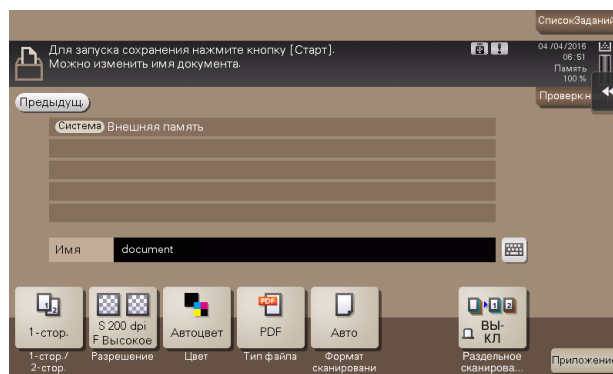 СписокЗаданий
Для запуска сохранения нажмите кнопку [Старт].
Можно изменить имя документа.
04/04/2016
06:51
Память
100 %
Предыдущ.
Проверк
Система Внешняя память
Имя document
1-стор.
S 200 dpi
F Высокое
Автоцвет
PDF
PDF
Авто
ВЫ-
КЛ
1-стор./
2-стор.
Разрешение
Цвет
Тип файла
Формат
сканировани
Раздельное
сканирова...
Приложение